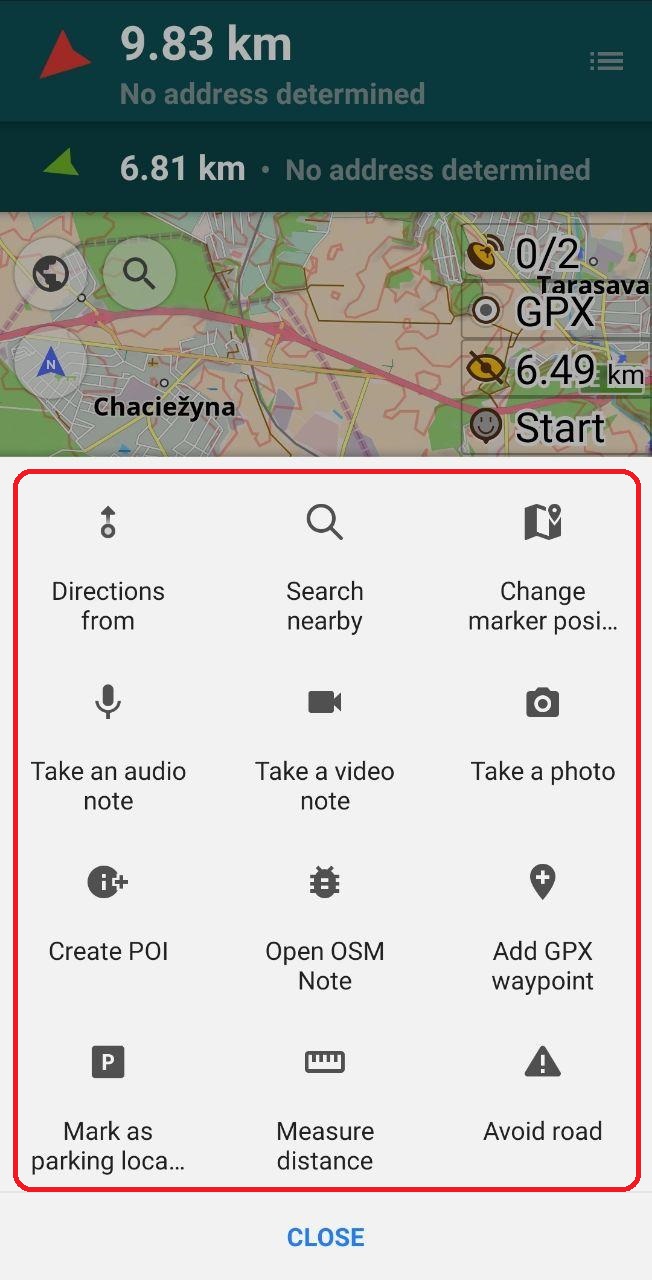 9.83 km
No address determined
6.81 km • No address determined
0/2
Tarasava
GPX
N
6.49 km
Chaciežyna
Start
Directions from
Search nearby
Change marker posi…
Take an audio note
Take a video note
Take a photo
Create POI
Open OSM Note
Add GPX waypoint
P
Mark as parking loca…
Measure distance
Avoid road
CLOSE